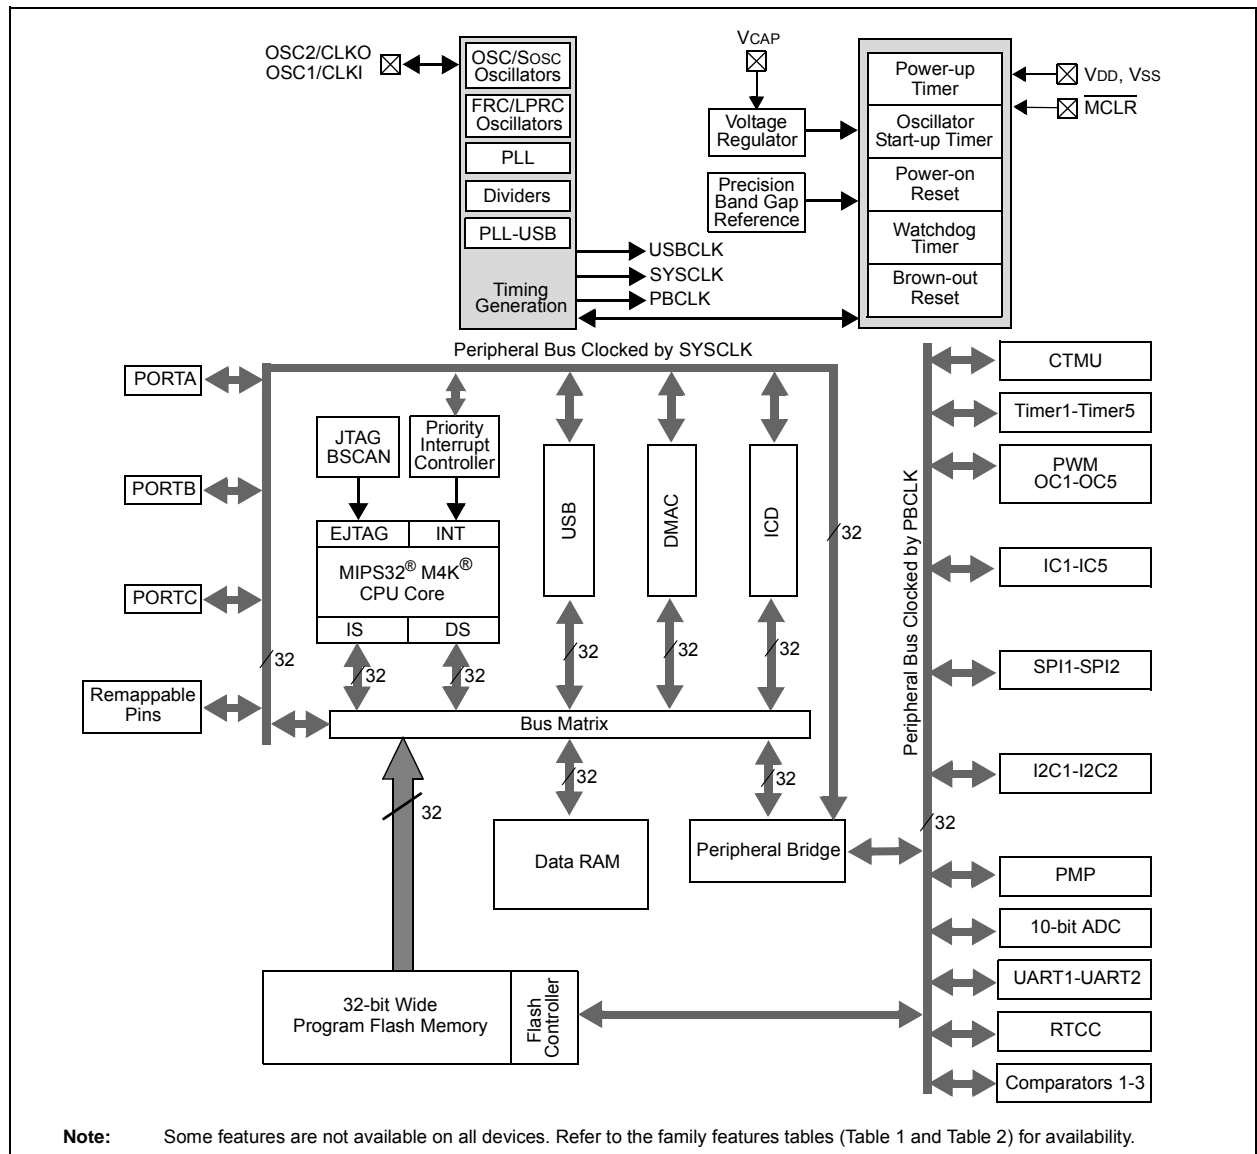 OSC2/CLKO
OSC1/CLKI
OSC/SOSC
Oscillators
FRC/LPRC
Oscillators
PLL
Dividers
PLL-USB
Timing
Generation
USBCLK
SYSCLK
PBCLK
VCAP
Voltage
Regulator
Precision
Band Gap
Reference
Power-up
Timer
Oscillator
Start-up Timer
Power-on
Reset
Watchdog
Timer
Brown-out
Reset
VDD, VSS
MCLR
Peripheral Bus Clocked by SYSCLK
PORTA
PORTB
PORTC
Remappable
Pins
32
JTAG
BSCAN
Priority
Interrupt
Controller
EJTAG
INT
MIPS32® M4K®
CPU Core
IS
DS
32
32
USB
32
DMAC
32
ICD
32
32
Bus Matrix
32
32
32
Data RAM
Peripheral Bridge
32-bit Wide
Program Flash Memory
Flash
Controller
Peripheral Bus Clocked by PBCLK
32
CTMU
Timer1-Timer5
PWM
OC1-OC5
IC1-IC5
SPI1-SPI2
I2C1-I2C2
PMP
10-bit ADC
UART1-UART2
RTCC
Comparators 1-3
Note: Some features are not available on all devices. Refer to the family features tables (Table 1 and Table 2) for availability.